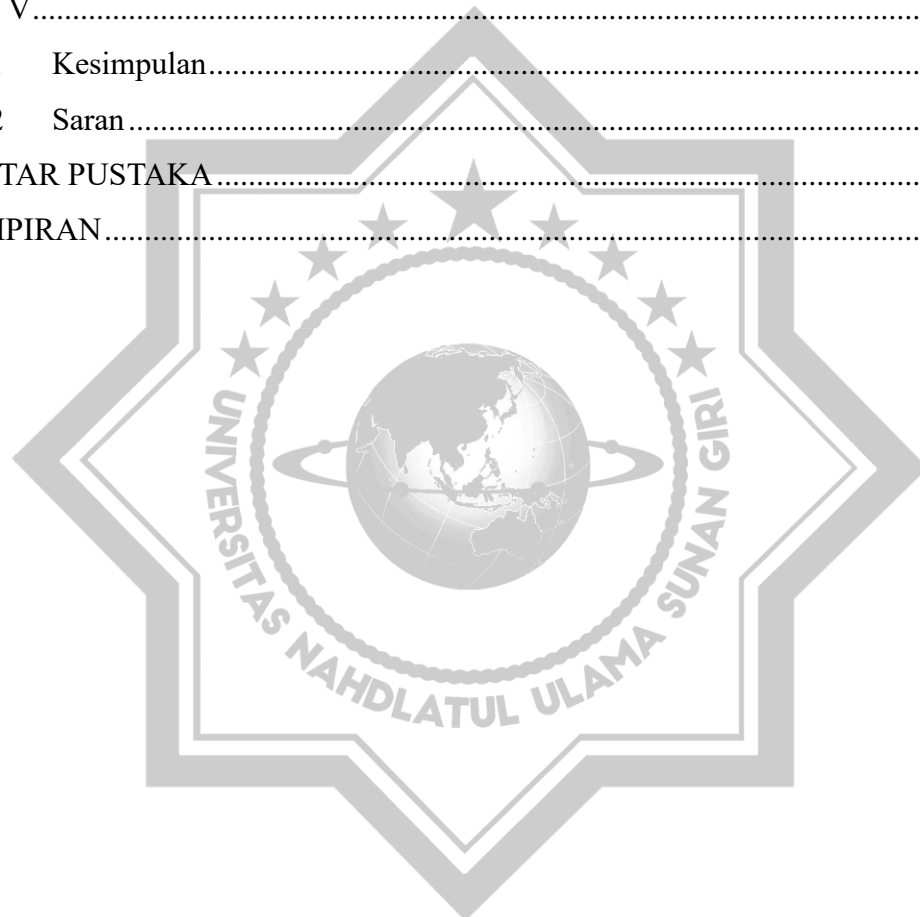 V.....................................................................................................................
Kesimpulan...............................................................................................
2 Saran.........................................................................................................
TAR PUSTAKA..............................................................................................
IPIRAN............................................................................................................
UNIVERSITAS NAHDLATUL ULAMA SUNAN GIRI